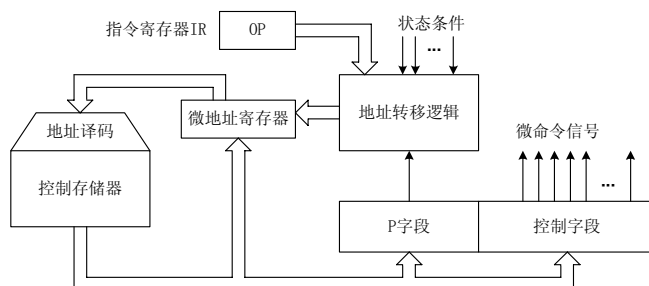 指令寄存器IR
OP
状态条件
...
微地址寄存器
地址转移逻辑
地址译码
微命令信号
控制存储器
...
P字段
控制字段